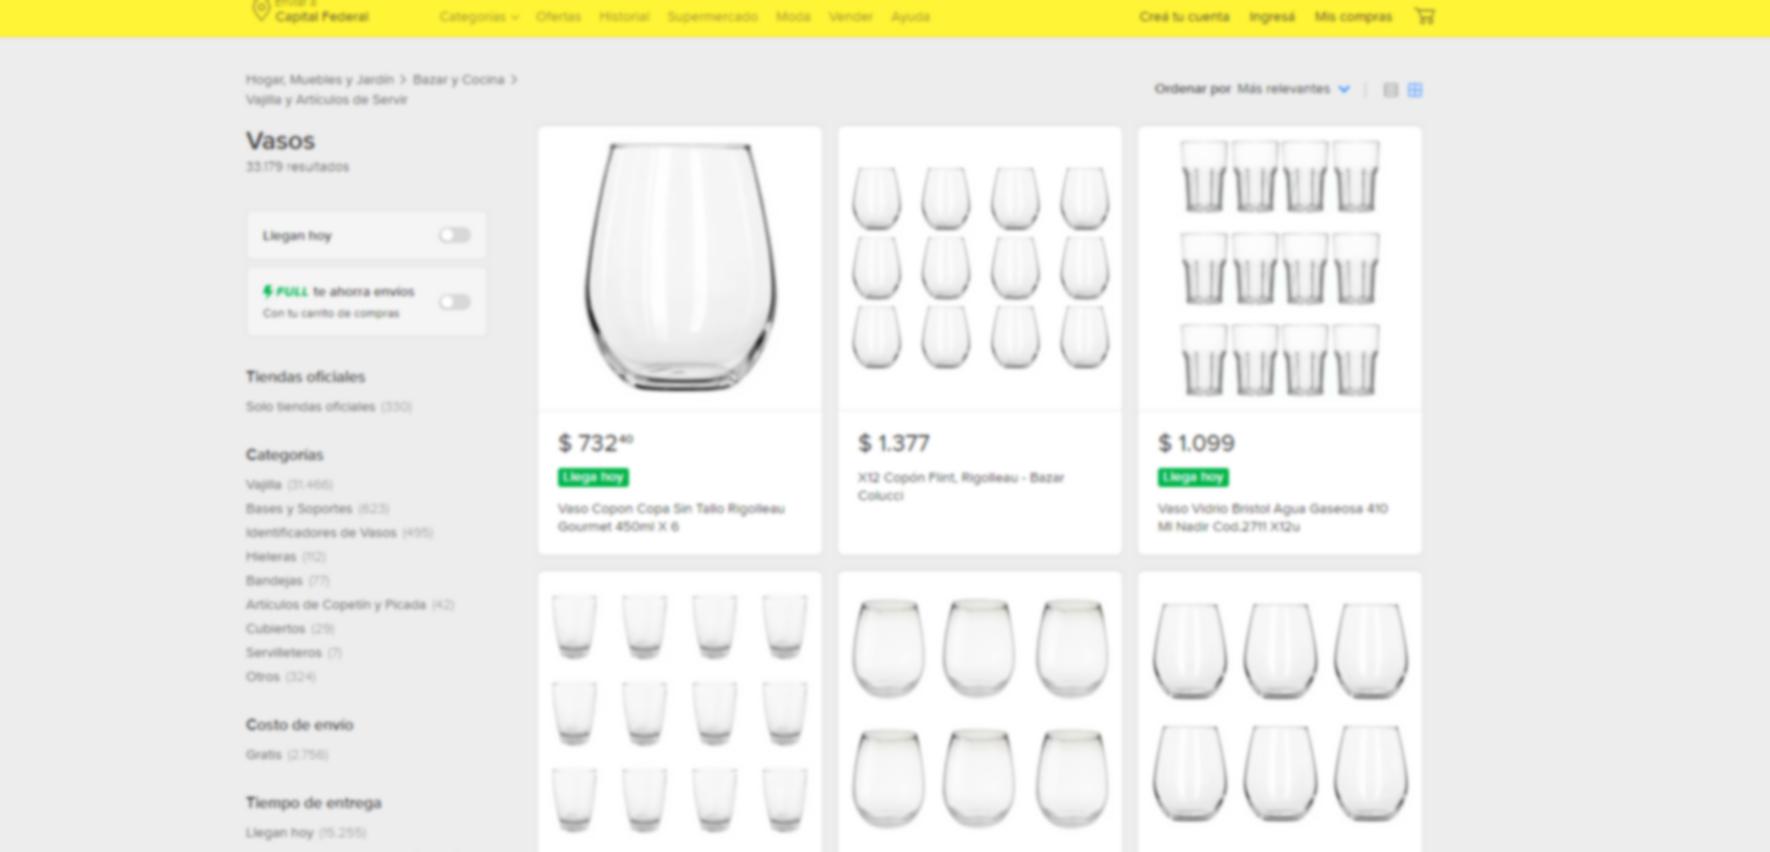 Enviar a
Capital Federal
Categorías Ofertas Historial Supermercado Moda Vender Ayuda
Creá tu cuenta Ingresá Mis compras
Hogar, Muebles y Jardín > Bazar y Cocina >
Vajilla y Artículos de Servir
Ordenar por Más relevantes
Vasos
33.179 resultados
Llegan hoy
FULL te ahorra envíos
Con tu carrito de compras
Tiendas oficiales
Solo tiendas oficiales (330)
Categorías
Vajilla (31.466)
Bases y Soportes (623)
Identificadores de Vasos (495)
Hieleras (112)
Bandejas (77)
Artículos de Copetín y Picada (42)
Cubiertos (29)
Servilleteros (7)
Otros (324)
Costo de envío
Gratis (2.756)
Tiempo de entrega
Llegan hoy (15.255)
$ 732 40
Llega hoy
Vaso Copon Copa Sin Tallo Rigolleau
Gourmet 450ml X 6
$ 1.377
X12 Copón Flint, Rigolleau - Bazar
Colucci
$ 1.099
Llega hoy
Vaso Vidrio Bristol Agua Gaseosa 410
Ml Nadir Cod.2711 X12u